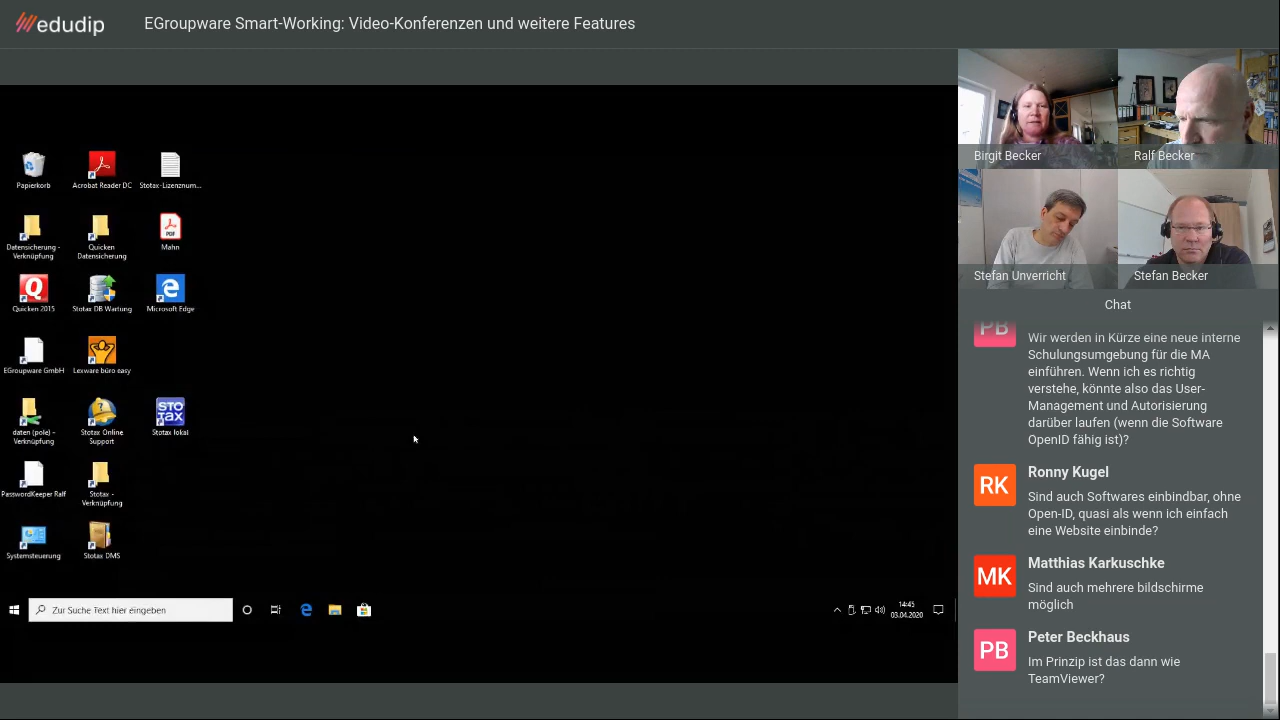 edudip
EGroupware Smart-Working: Video-Konferenzen und weitere Features
Papierkorb
Acrobat Reader DC
Stotax-Lizenznum...
Datensicherung -
Verknüpfung
Quicken
Datensicherung
PDF
Mahn
Quicken 2015
Stotax DB Wartung
Microsoft Edge
EGroupware GmbH
Lexware büro easy
daten (pole) -
Verknüpfung
Stotax Online
Support
STO
TAX
Stotax lokal
PasswordKeeper Ralf
Stotax -
Verknüpfung
Systemsteuerung
Stotax DMS
Zur Suche Text hier eingeben
14:45
03.04.2020
Birgit Becker
Ralf Becker
Stefan Unverricht
Stefan Becker
Chat
PB
Wir werden in Kürze eine neue interne
Schulungsumgebung für die MA
einführen. Wenn ich es richtig
verstehe, könnte also das User-
Management und Autorisierung
darüber laufen (wenn die Software
OpenID fähig ist)?
RK
Ronny Kugel
Sind auch Softwares einbindbar, ohne
Open-ID, quasi als wenn ich einfach
eine Website einbinde?
MK
Matthias Karkuschke
Sind auch mehrere bildschirme
möglich
PB
Peter Beckhaus
Im Prinzip ist das dann wie
TeamViewer?